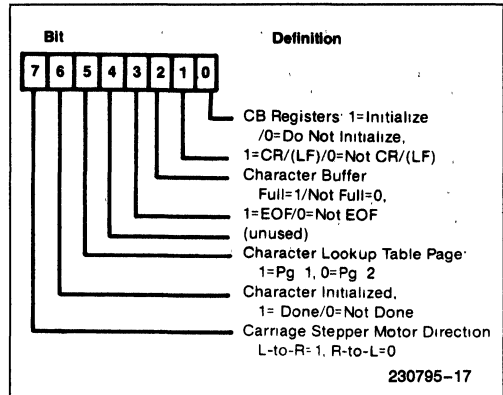 Bit Definition
7 6 5 4 3 2 1 0
CB Registers 1=Initialize
/0=Do Not Initialize,
1=CR/(LF)/0=Not CR/(LF)
Character Buffer
Full=1/Not Full=0,
1=EOF/0=Not EOF
(unused)
Character Lookup Table Page
1=Pg 1, 0=Pg 2
Character Initialized,
1= Done/0=Not Done
Carriage Stepper Motor Direction
L-to-R=1, R-to-L=0
230795-17